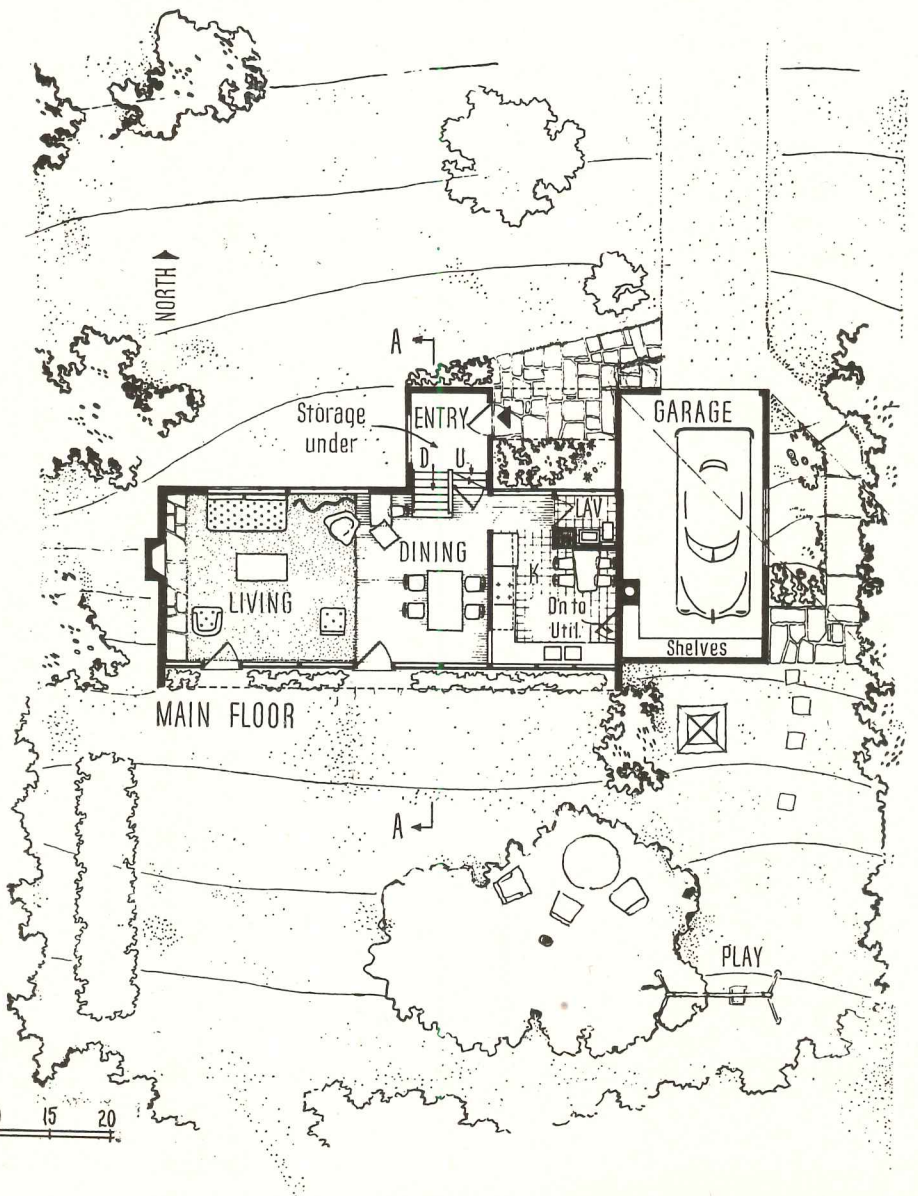 NORTH
A
Storage
under
ENTRY
D U
GARAGE
LAV
DINING
K
LIVING
Dn to
Util.
Shelves
MAIN FLOOR
A
PLAY
15 20